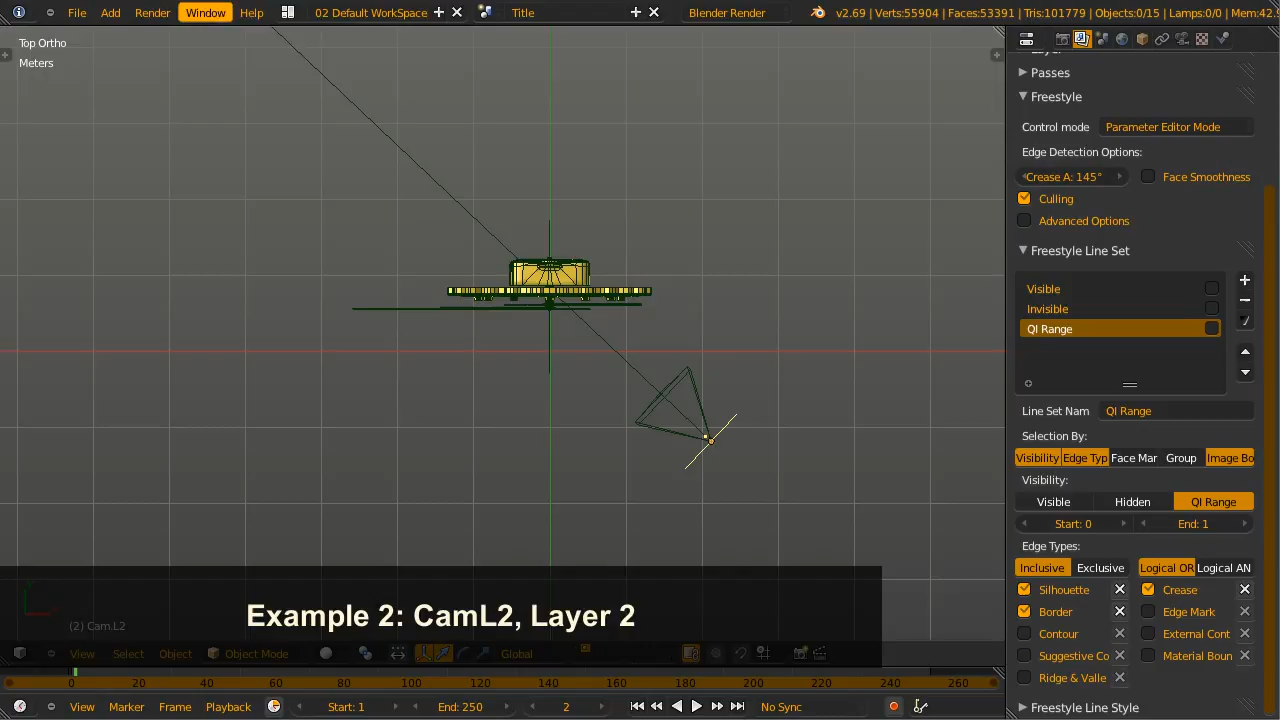 File Add Render Window Help 02 Default WorkSpace Title Blender Render v2.69 | Verts:55904 | Faces:53391 | Tris:101779 | Objects:0/15 | Lamps:0/0 | Mem:42.
Top Ortho
Meters
Passes
Freestyle
Control mode Parameter Editor Mode
Edge Detection Options:
Crease A: 145° Face Smoothness
Culling
Advanced Options
Freestyle Line Set
Visible
Invisible
QI Range
Line Set Nam QI Range
Selection By:
Visibility Edge Typ Face Mar Group Image Bo
Visibility:
Visible Hidden QI Range
Start: 0 End: 1
Edge Types:
Inclusive Exclusive Logical OR Logical AN
Silhouette Crease
Border Edge Mark
Contour External Cont
Suggestive Co Material Boun
Ridge & Valle
Freestyle Line Style
Example 2: CamL2, Layer 2
(2) Cam.L2
View Select Object Object Mode Global
0 20 40 60 80 100 120 140 160 180 200 220 240 260
View Marker Frame Playback Start: 1 End: 250 2 No Sync